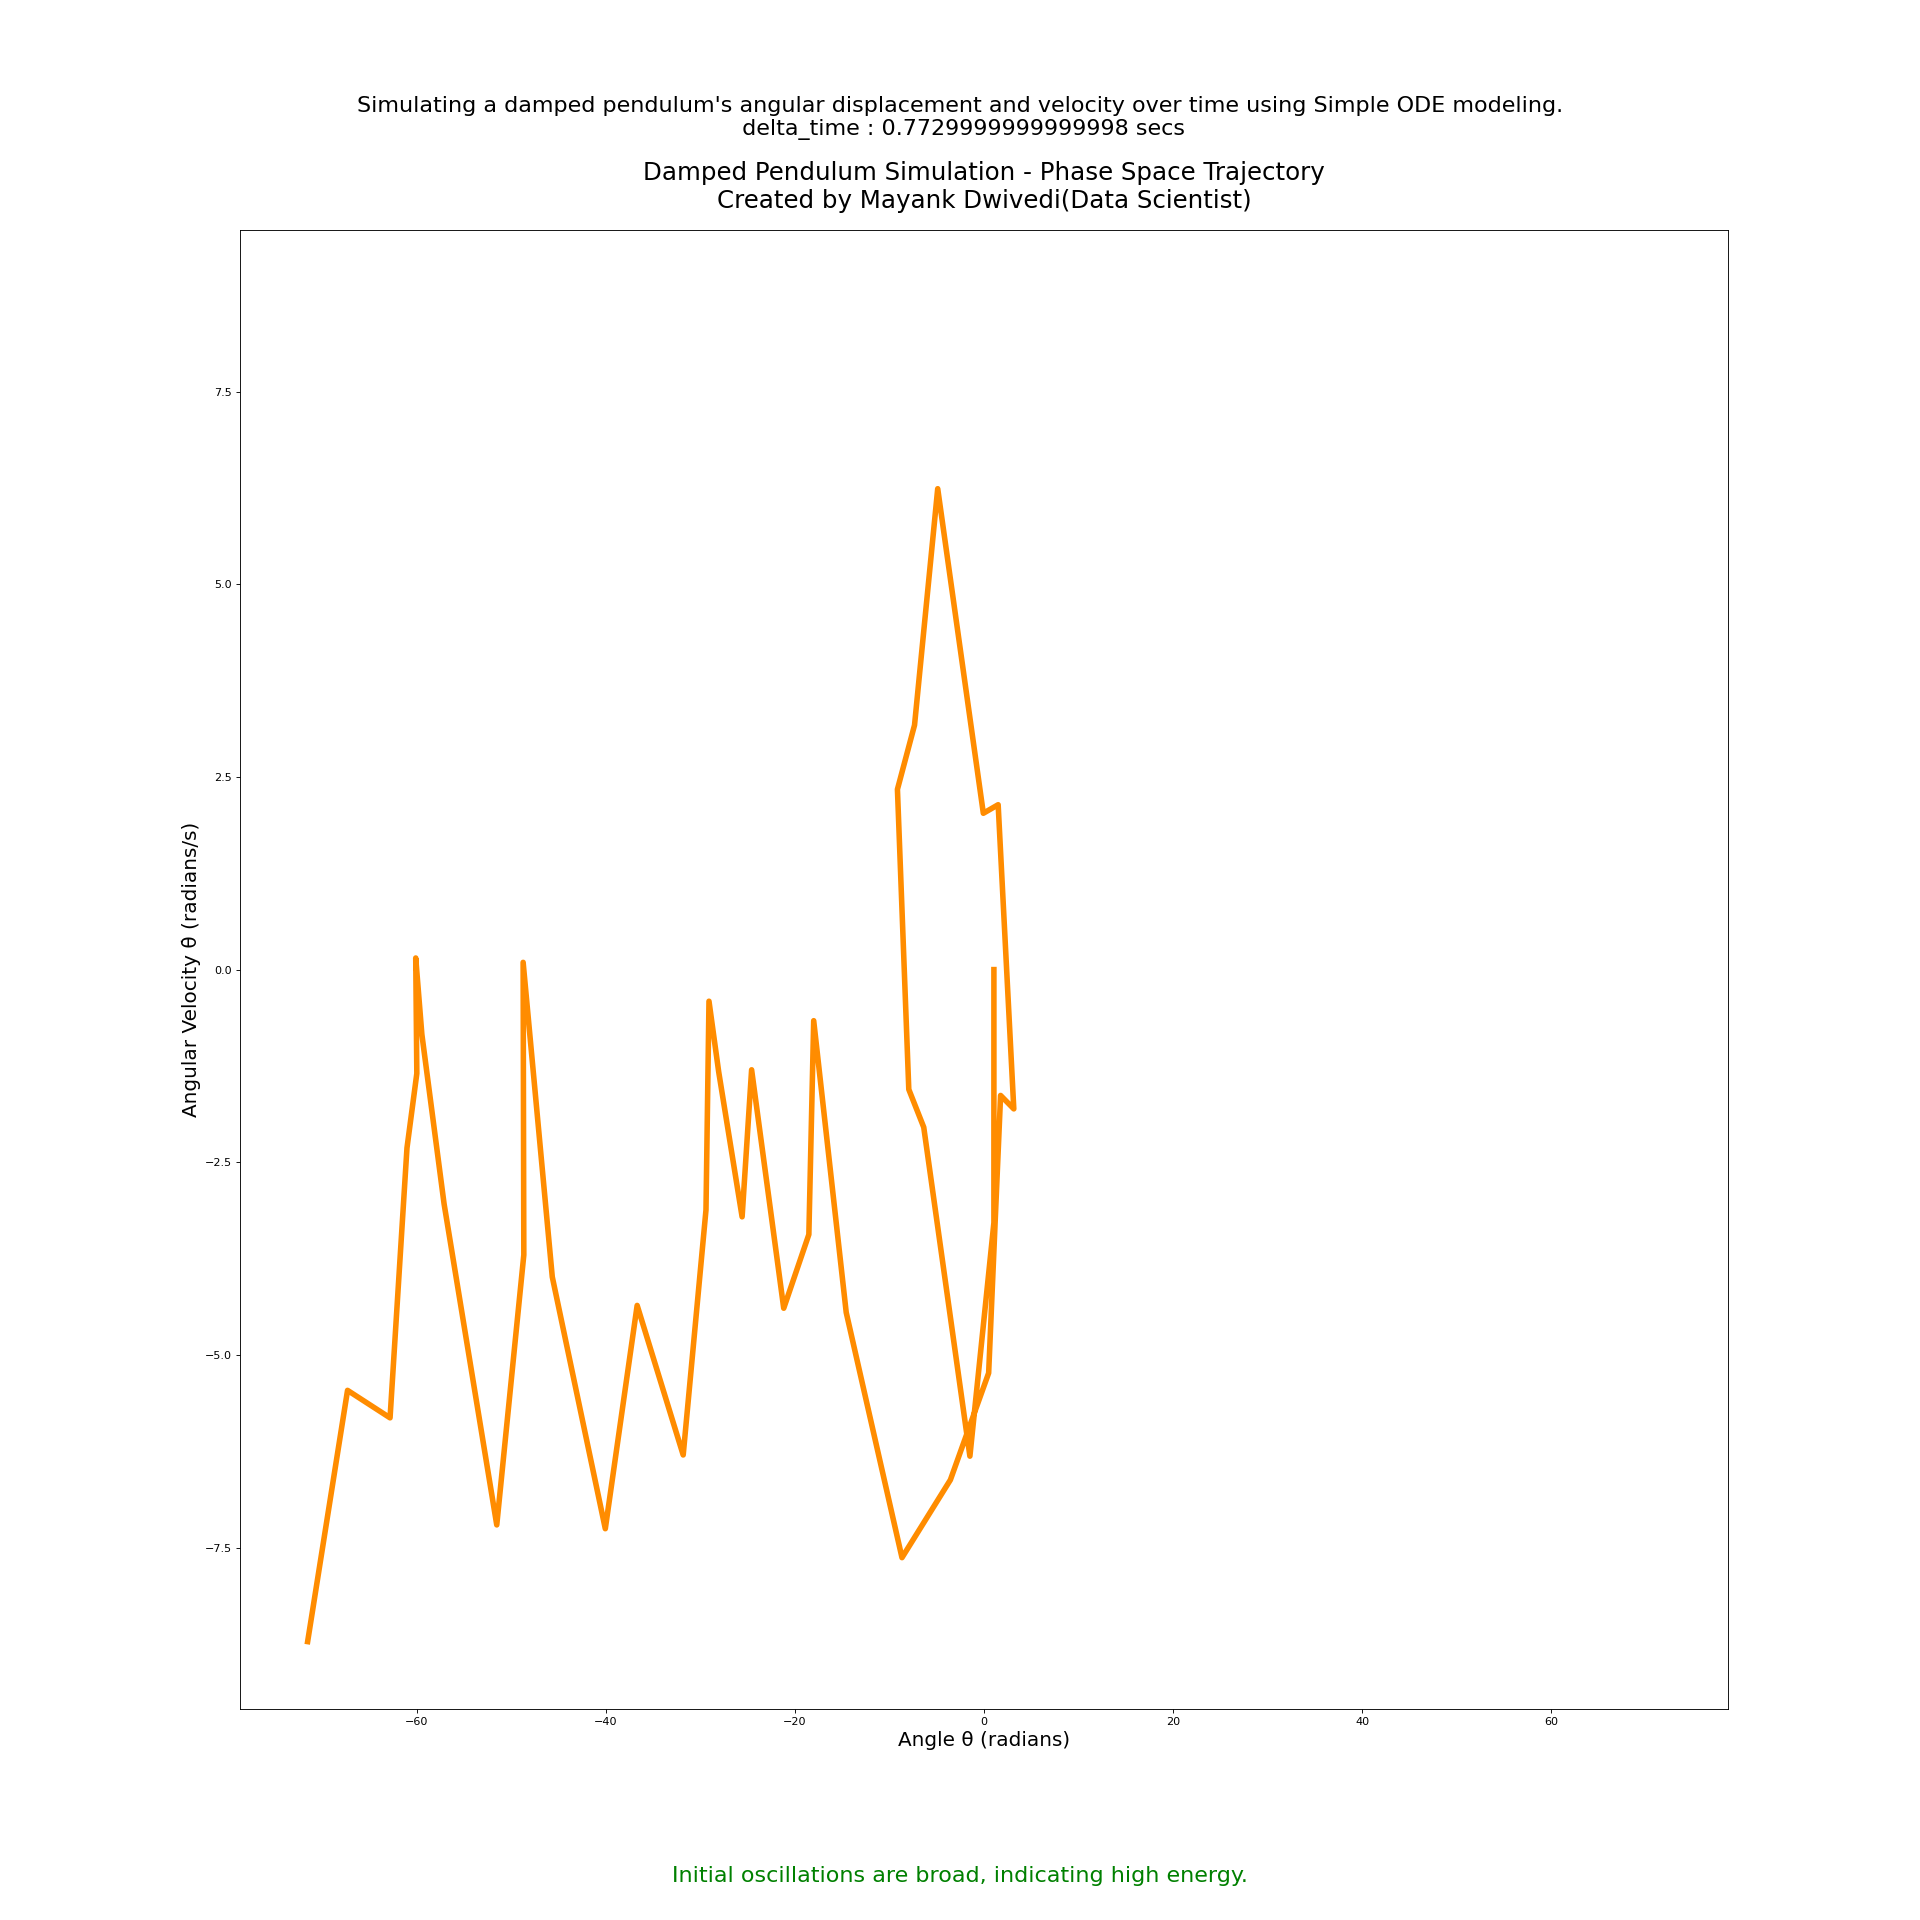 Simulating a damped pendulum's angular displacement and velocity over time using Simple ODE modeling.
delta_time : 0.7729999999999998 secs
Damped Pendulum Simulation - Phase Space Trajectory
Created by Mayank Dwivedi(Data Scientist)
Angular Velocity θ (radians/s)
7.5
5.0
2.5
0.0
−2.5
−5.0
−7.5
−60
−40
−20
0
20
40
60
Angle θ (radians)
Initial oscillations are broad, indicating high energy.